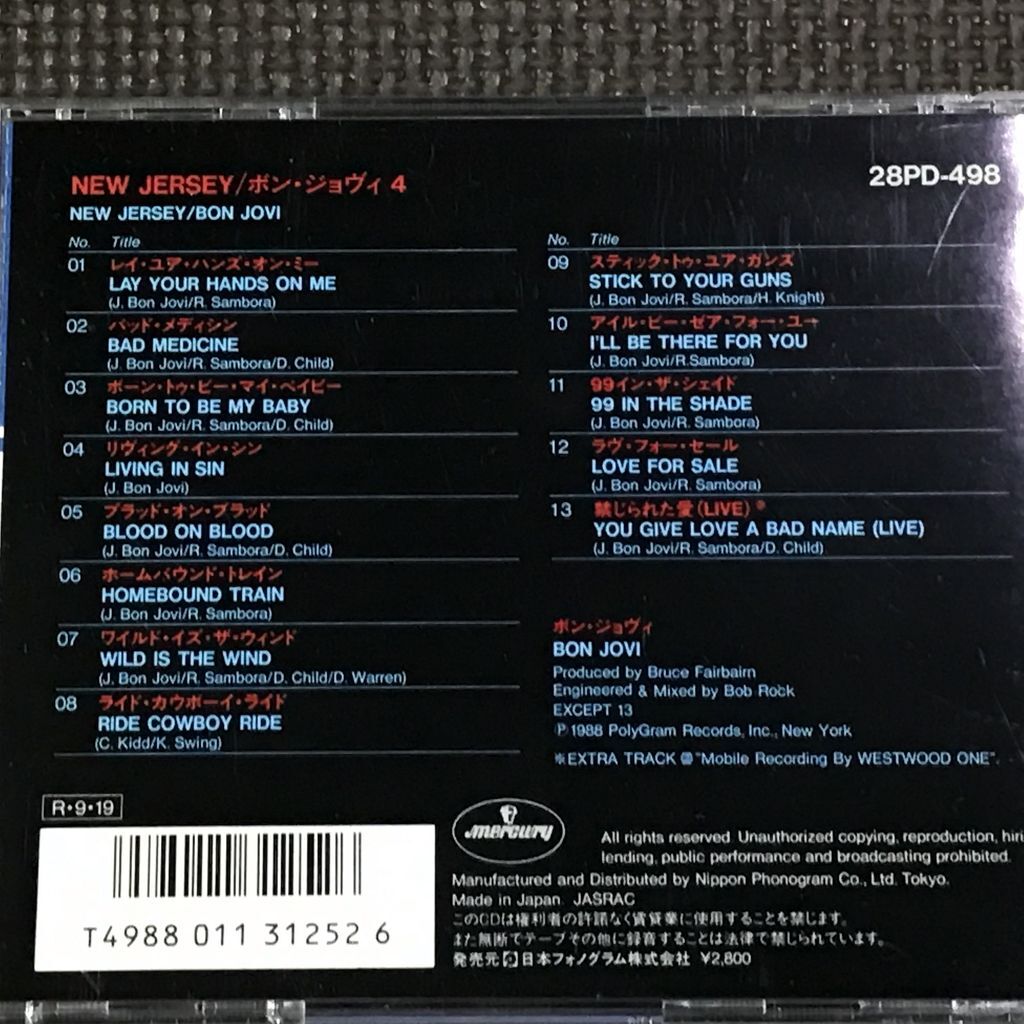 NEW JERSEY/ボン・ジョヴィ 4
28PD-498
NEW JERSEY/BON JOVI
No. Title
01 レイ・ユア・ハンズ・オン・ミー
LAY YOUR HANDS ON ME
(J. Bon Jovi/R. Sambora)
02 バッド・メディシン
BAD MEDICINE
(J. Bon Jovi/R. Sambora/D. Child)
03 ボーン・トゥ・ビー・マイ・ベイビー
BORN TO BE MY BABY
(J. Bon Jovi/R. Sambora/D. Child)
04 リヴィング・イン・シン
LIVING IN SIN
(J. Bon Jovi)
05 ブラッド・オン・ブラッド
BLOOD ON BLOOD
(J. Bon Jovi/R. Sambora/D. Child)
06 ホームバウンド・トレイン
HOMEBOUND TRAIN
(J. Bon Jovi/R. Sambora)
07 ワイルド・イズ・ザ・ウィンド
WILD IS THE WIND
(J. Bon Jovi/R. Sambora/D. Child/D. Warren)
08 ライド・カウボーイ・ライド
RIDE COWBOY RIDE
(C. Kidd/K. Swing)
No. Title
09 スティック・トゥ・ユア・ガンズ
STICK TO YOUR GUNS
(J. Bon Jovi/R. Sambora/H. Knight)
10 アイル・ビー・ゼア・フォー・ユー
I'LL BE THERE FOR YOU
(J. Bon Jovi/R.Sambora)
11 99イン・ザ・シェイド
99 IN THE SHADE
(J. Bon Jovi/R. Sambora)
12 ラヴ・フォー・セール
LOVE FOR SALE
(J. Bon Jovi/R. Sambora)
13 禁じられた愛(LIVE)※
YOU GIVE LOVE A BAD NAME (LIVE)
(J. Bon Jovi/R. Sambora/D. Child)
ボン・ジョヴィ
BON JOVI
Produced by Bruce Fairbairn
Engineered & Mixed by Bob Rock
EXCEPT 13
℗1988 PolyGram Records, Inc., New York
※EXTRA TRACK ⑬ "Mobile Recording By WESTWOOD ONE".
R・9・19
T4988 011 31252 6
mercury
All rights reserved. Unauthorized copying, reproduction, hiri
lending, public performance and broadcasting prohibited.
Manufactured and Distributed by Nippon Phonogram Co., Ltd. Tokyo.
Made in Japan. JASRAC
このCDは権利者の許諾なく賃貸業に使用することを禁じます。
また無断でテープその他に録音することは法律で禁じられています。
発売元 日本フォノグラム株式会社 ¥2,800